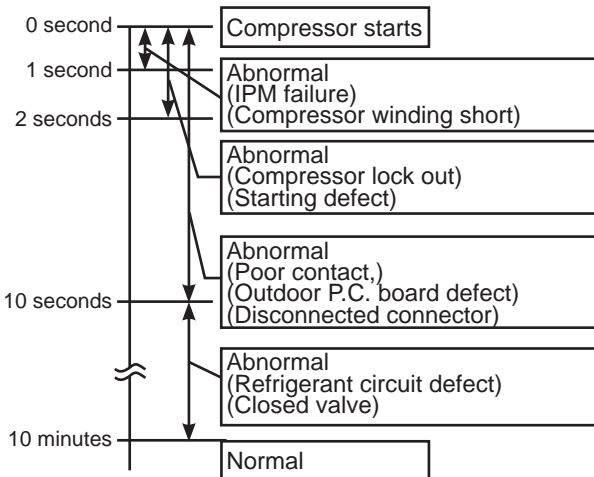 0 second
Compressor starts
1 second
Abnormal
(IPM failure)
(Compressor winding short)
2 seconds
Abnormal
(Compressor lock out)
(Starting defect)
Abnormal
(Poor contact,)
(Outdoor P.C. board defect)
(Disconnected connector)
10 seconds
Abnormal
(Refrigerant circuit defect)
(Closed valve)
10 minutes
Normal